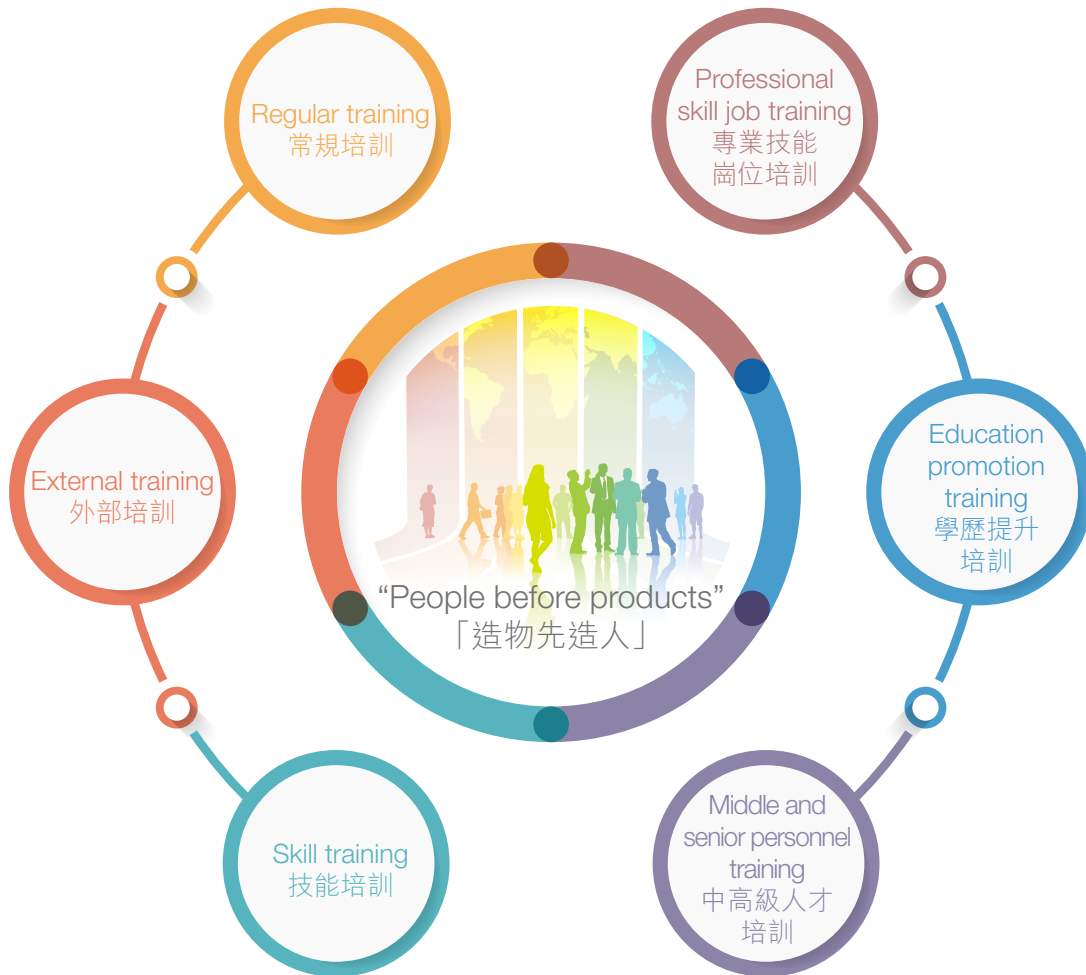 Regular training
常規培訓
Professional
skill job training
專業技能
崗位培訓
External training
外部培訓
Education
promotion
training
學歷提升
培訓
“People before products”
「造物先造人」
Skill training
技能培訓
Middle and
senior personnel
training
中高級人才
培訓